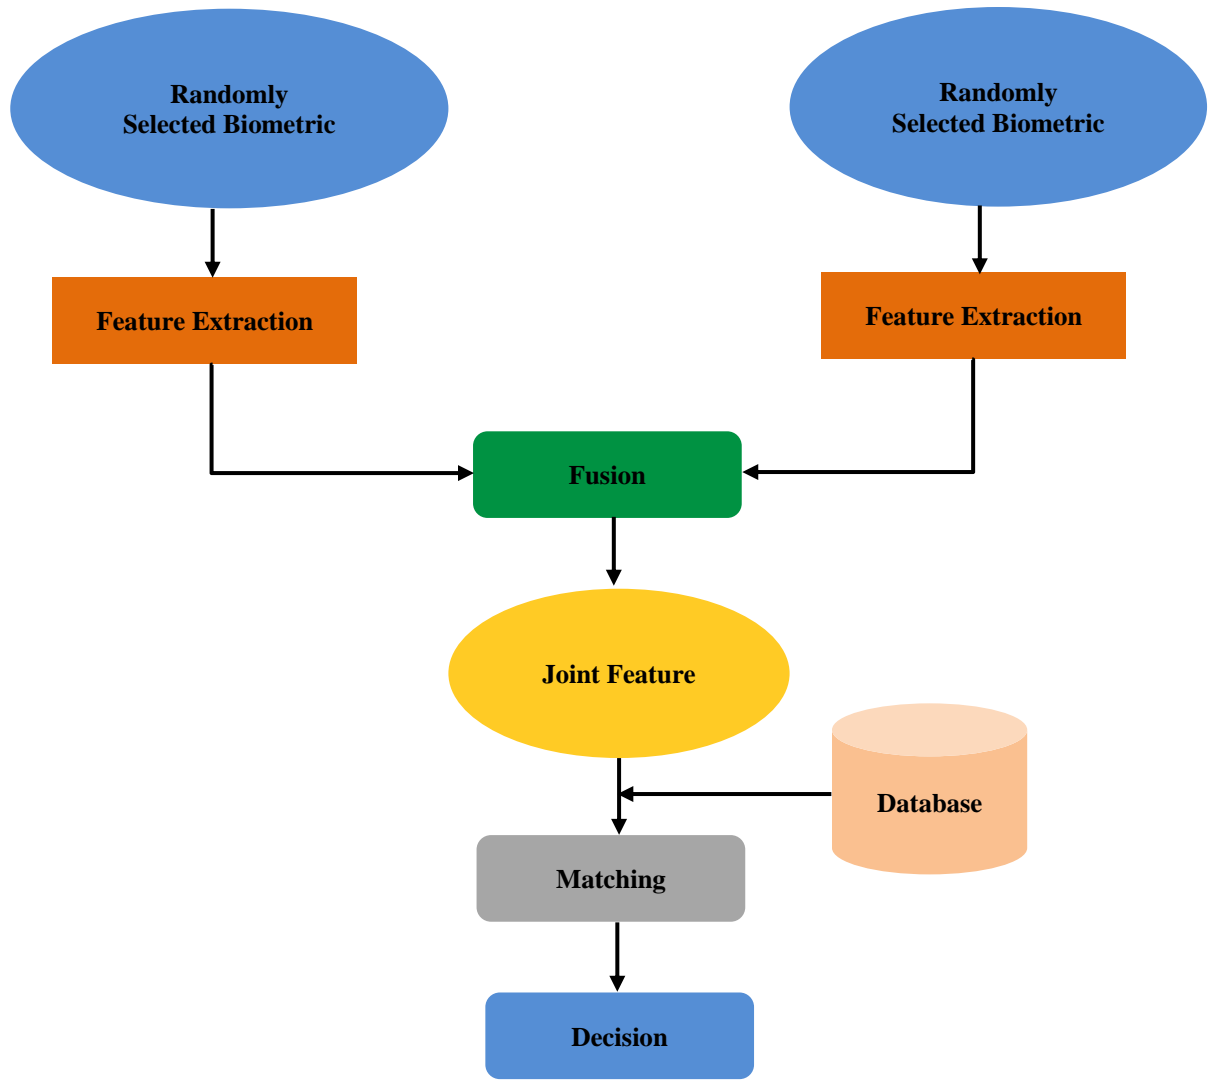 Randomly
Selected Biometric
Randomly
Selected Biometric
Feature Extraction
Feature Extraction
Fusion
Joint Feature
Database
Matching
Decision